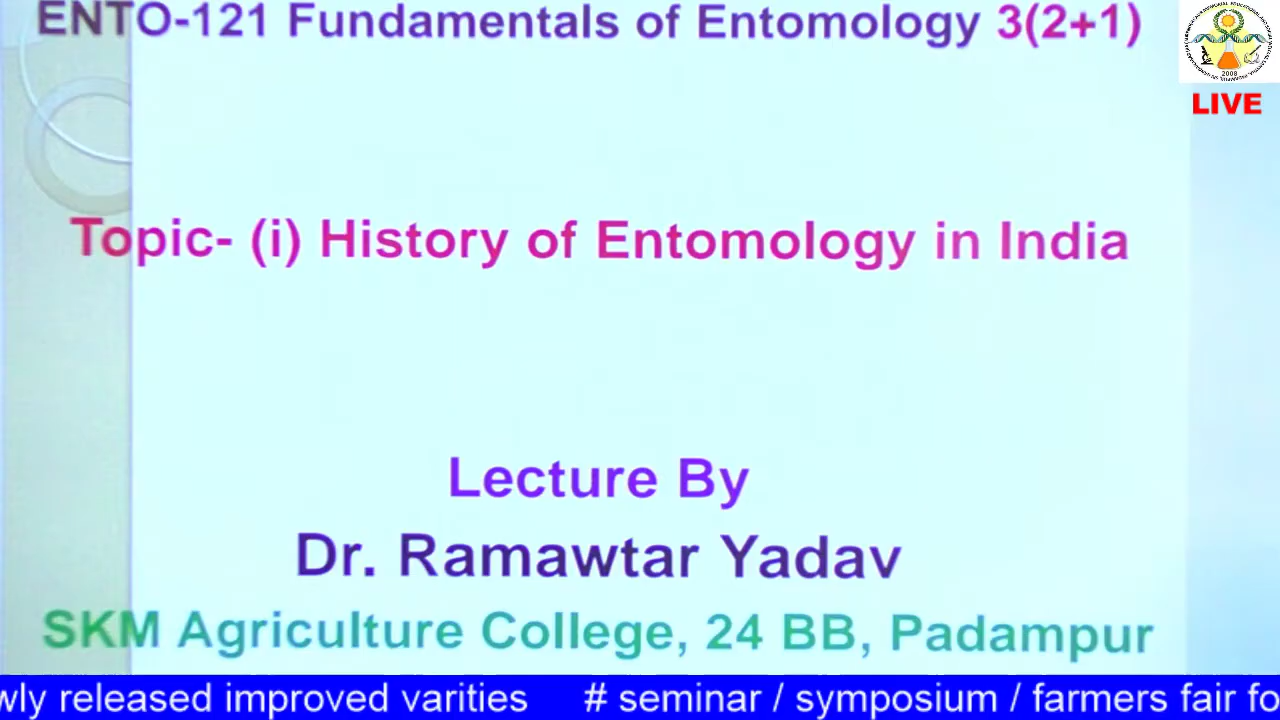 ENTO-121 Fundamentals of Entomology 3(2+1)
2008
LIVE
Topic- (i) History of Entomology in India
Lecture By
Dr. Ramawtar Yadav
SKM Agriculture College, 24 BB, Padampur
wly released improved varities # seminar / symposium / farmers fair fo